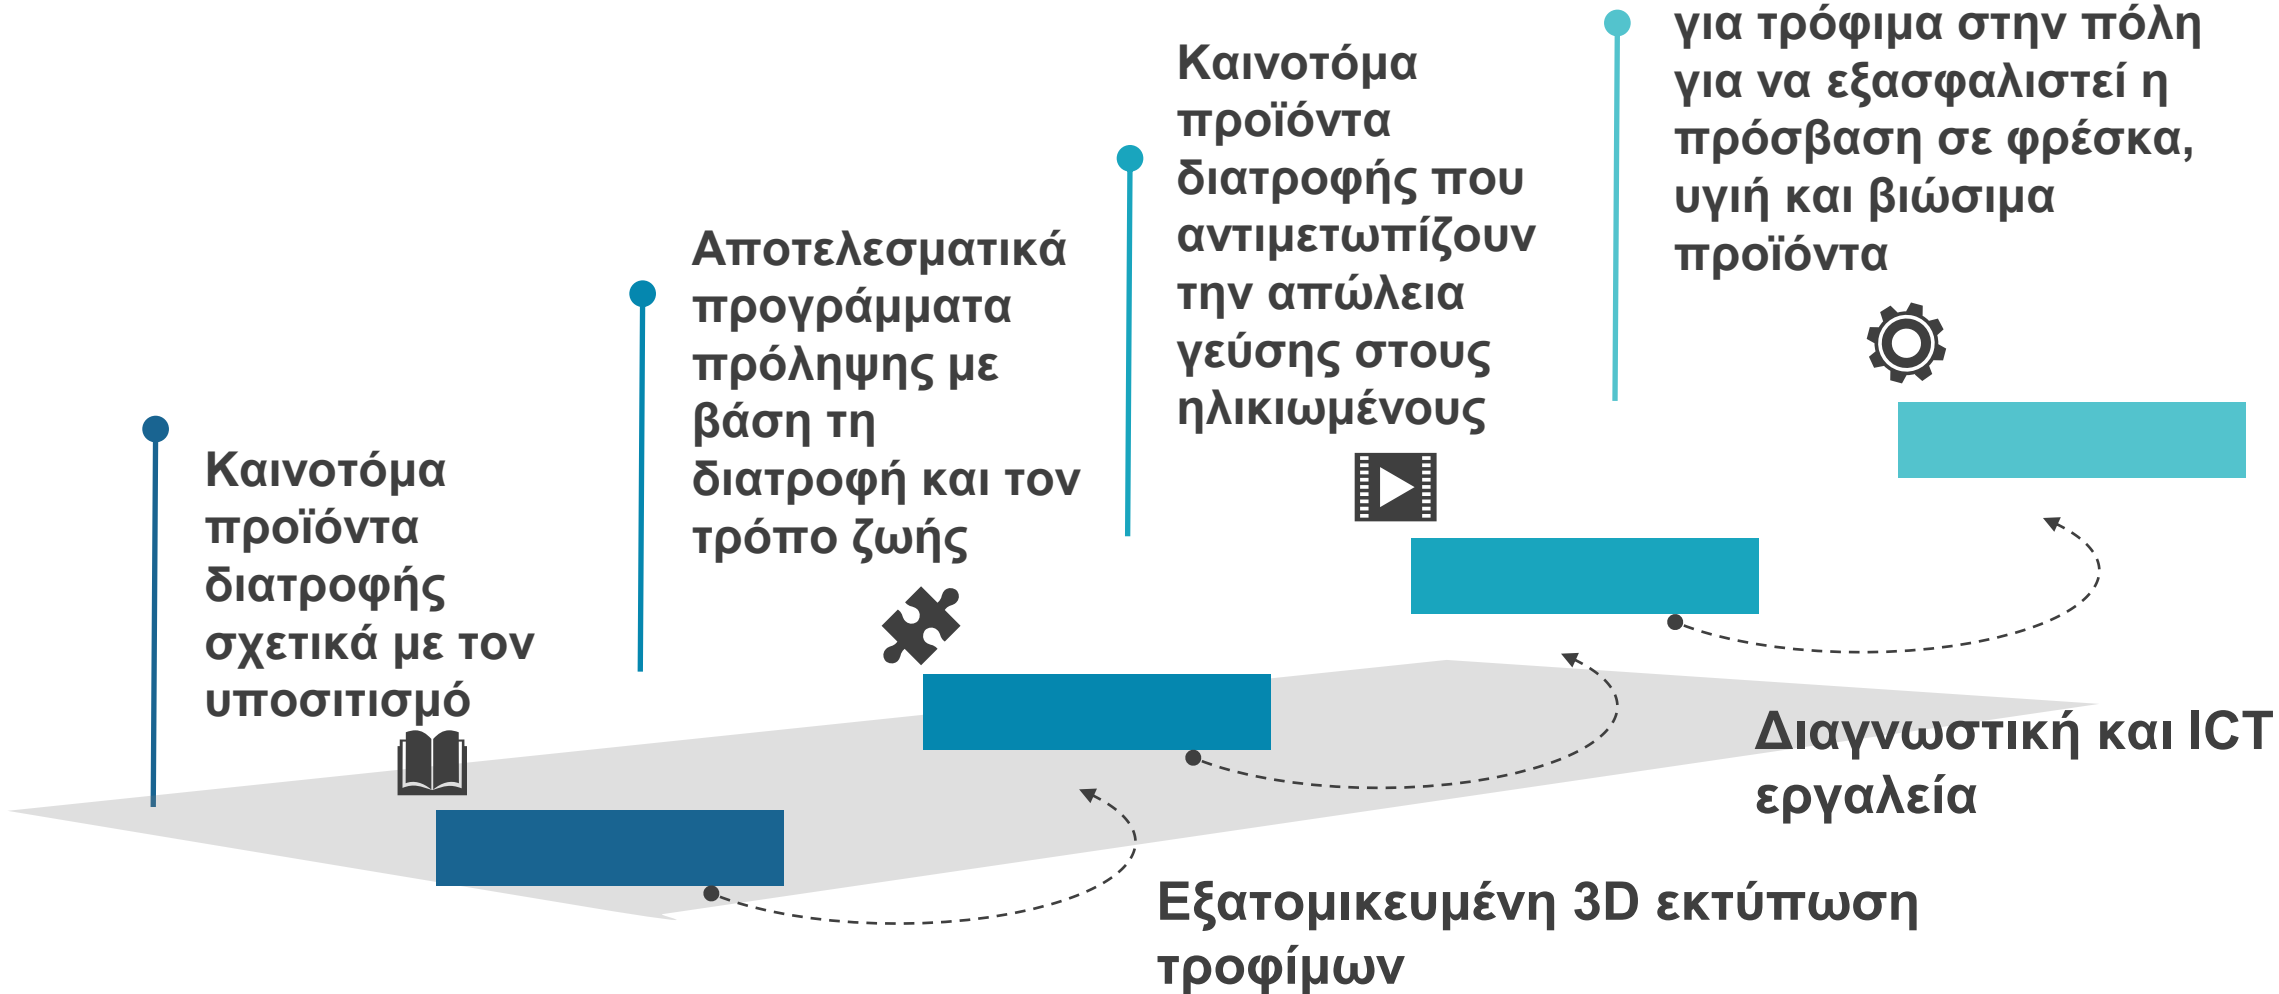 Καινοτόμα
προϊόντα
διατροφής
σχετικά με τον
υποσιτισμό
Αποτελεσματικά
προγράμματα
πρόληψης με
βάση τη
διατροφή και τον
τρόπο ζωής
Καινοτόμα
προϊόντα
διατροφής που
αντιμετωπίζουν
την απώλεια
γεύσης στους
ηλικιωμένους
για τρόφιμα στην πόλη
για να εξασφαλιστεί η
πρόσβαση σε φρέσκα,
υγιή και βιώσιμα
προϊόντα
Διαγνωστική και ICT
εργαλεία
Εξατομικευμένη 3D εκτύπωση
τροφίμων